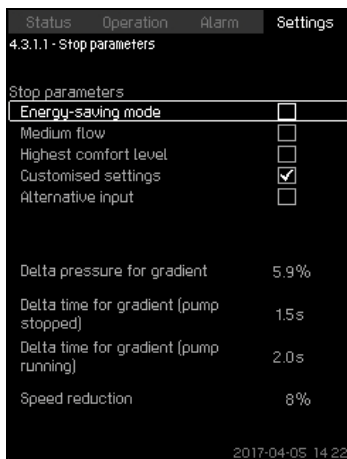 Status Operation Alarm Settings
4.3.1.1 - Stop parameters
Stop parameters
Energy-saving mode
Medium flow
Highest comfort level
Customised settings
Alternative input
Delta pressure for gradient 5.9%
Delta time for gradient (pump
stopped) 1.5s
Delta time for gradient (pump
running) 2.0s
Speed reduction 8%
2017-04-05 14:22